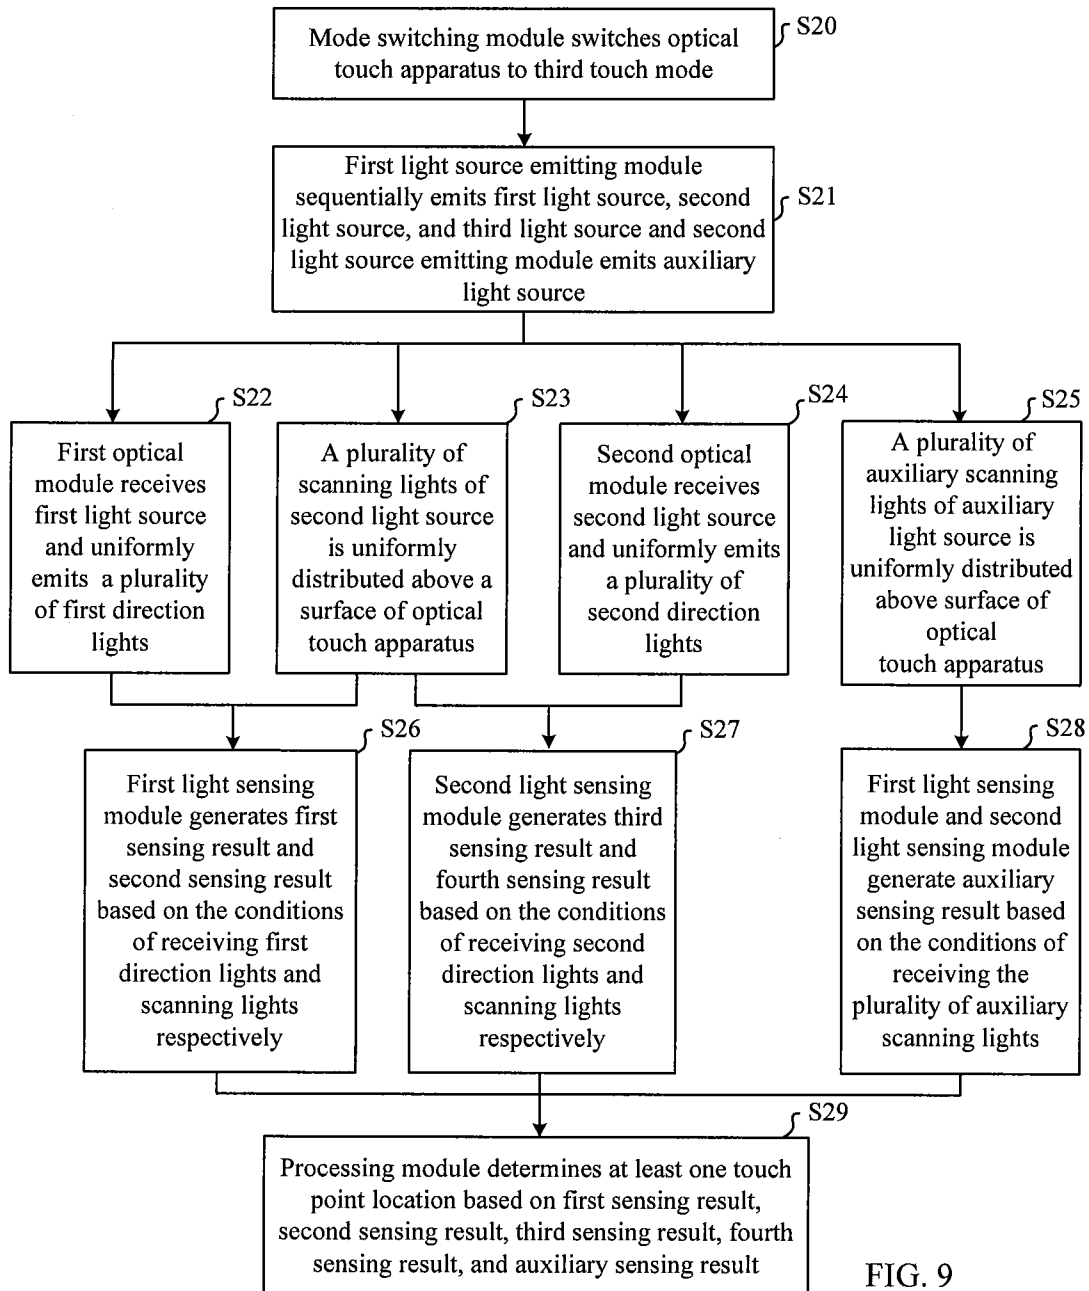 S20
Mode switching module switches optical
touch apparatus to third touch mode
S21
First light source emitting module
sequentially emits first light source, second
light source, and third light source and second
light source emitting module emits auxiliary
light source
S22
First optical
module receives
first light source
and uniformly
emits a plurality
of first direction
lights
S23
A plurality of
scanning lights of
second light source
is uniformly
distributed above a
surface of optical
touch apparatus
S24
Second optical
module receives
second light source
and uniformly emits
a plurality of
second direction
lights
S25
A plurality of
auxiliary scanning
lights of auxiliary
light source is
uniformly distributed
above surface of
optical
touch apparatus
S26
First light sensing
module generates first
sensing result and
second sensing result
based on the conditions
of receiving first
direction lights and
scanning lights
respectively
S27
Second light sensing
module generates third
sensing result and
fourth sensing result
based on the conditions
of receiving second
direction lights and
scanning lights
respectively
S28
First light sensing
module and second
light sensing module
generate auxiliary
sensing result based
on the conditions of
receiving the
plurality of auxiliary
scanning lights
S29
Processing module determines at least one touch
point location based on first sensing result,
second sensing result, third sensing result, fourth
sensing result, and auxiliary sensing result
FIG. 9